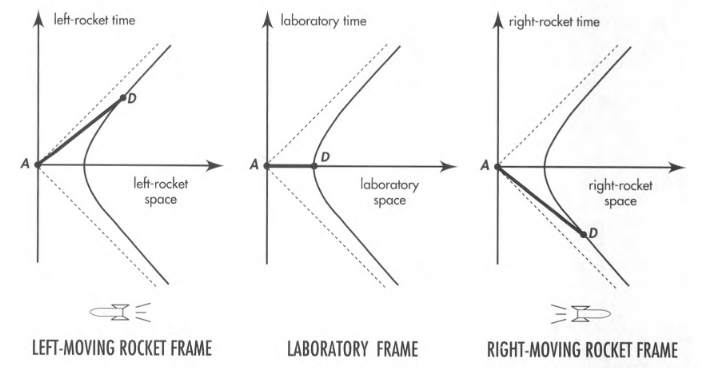 left-rocket time
A
D
left-rocket
space
LEFT-MOVING ROCKET FRAME
laboratory time
A
D
laboratory
space
LABORATORY FRAME
right-rocket time
A
D
right-rocket
space
RIGHT-MOVING ROCKET FRAME